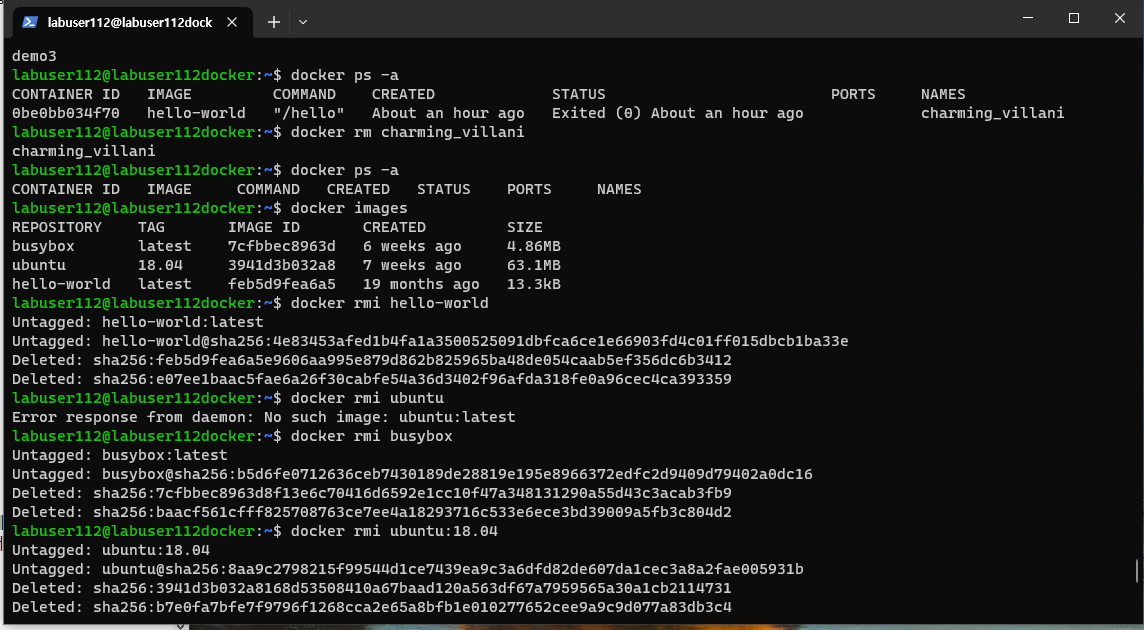 labuser112@labuser112dock
demo3
labuser112@labuser112docker:~$ docker ps -a
CONTAINER ID   IMAGE         COMMAND    CREATED             STATUS                         PORTS     NAMES
0be0bb034f70   hello-world   "/hello"   About an hour ago   Exited (0) About an hour ago             charming_villani
labuser112@labuser112docker:~$ docker rm charming_villani
charming_villani
labuser112@labuser112docker:~$ docker ps -a
CONTAINER ID   IMAGE     COMMAND   CREATED   STATUS    PORTS     NAMES
labuser112@labuser112docker:~$ docker images
REPOSITORY    TAG       IMAGE ID       CREATED         SIZE
busybox       latest    7cfbbec8963d   6 weeks ago     4.86MB
ubuntu        18.04     3941d3b032a8   7 weeks ago     63.1MB
hello-world   latest    feb5d9fea6a5   19 months ago   13.3kB
labuser112@labuser112docker:~$ docker rmi hello-world
Untagged: hello-world:latest
Untagged: hello-world@sha256:4e83453afed1b4fa1a3500525091dbfca6ce1e66903fd4c01ff015dbcb1ba33e
Deleted: sha256:feb5d9fea6a5e9606aa995e879d862b825965ba48de054caab5ef356dc6b3412
Deleted: sha256:e07ee1baac5fae6a26f30cabfe54a36d3402f96afda318fe0a96cec4ca393359
labuser112@labuser112docker:~$ docker rmi ubuntu
Error response from daemon: No such image: ubuntu:latest
labuser112@labuser112docker:~$ docker rmi busybox
Untagged: busybox:latest
Untagged: busybox@sha256:b5d6fe0712636ceb7430189de28819e195e8966372edfc2d9409d79402a0dc16
Deleted: sha256:7cfbbec8963d8f13e6c70416d6592e1cc10f47a348131290a55d43c3acab3fb9
Deleted: sha256:baacf561cfff825708763ce7ee4a18293716c533e6ece3bd39009a5fb3c804d2
labuser112@labuser112docker:~$ docker rmi ubuntu:18.04
Untagged: ubuntu:18.04
Untagged: ubuntu@sha256:8aa9c2798215f99544d1ce7439ea9c3a6dfd82de607da1cec3a8a2fae005931b
Deleted: sha256:3941d3b032a8168d53508410a67baad120a563df67a7959565a30a1cb2114731
Deleted: sha256:b7e0fa7bfe7f9796f1268cca2e65a8bfb1e010277652cee9a9c9d077a83db3c4